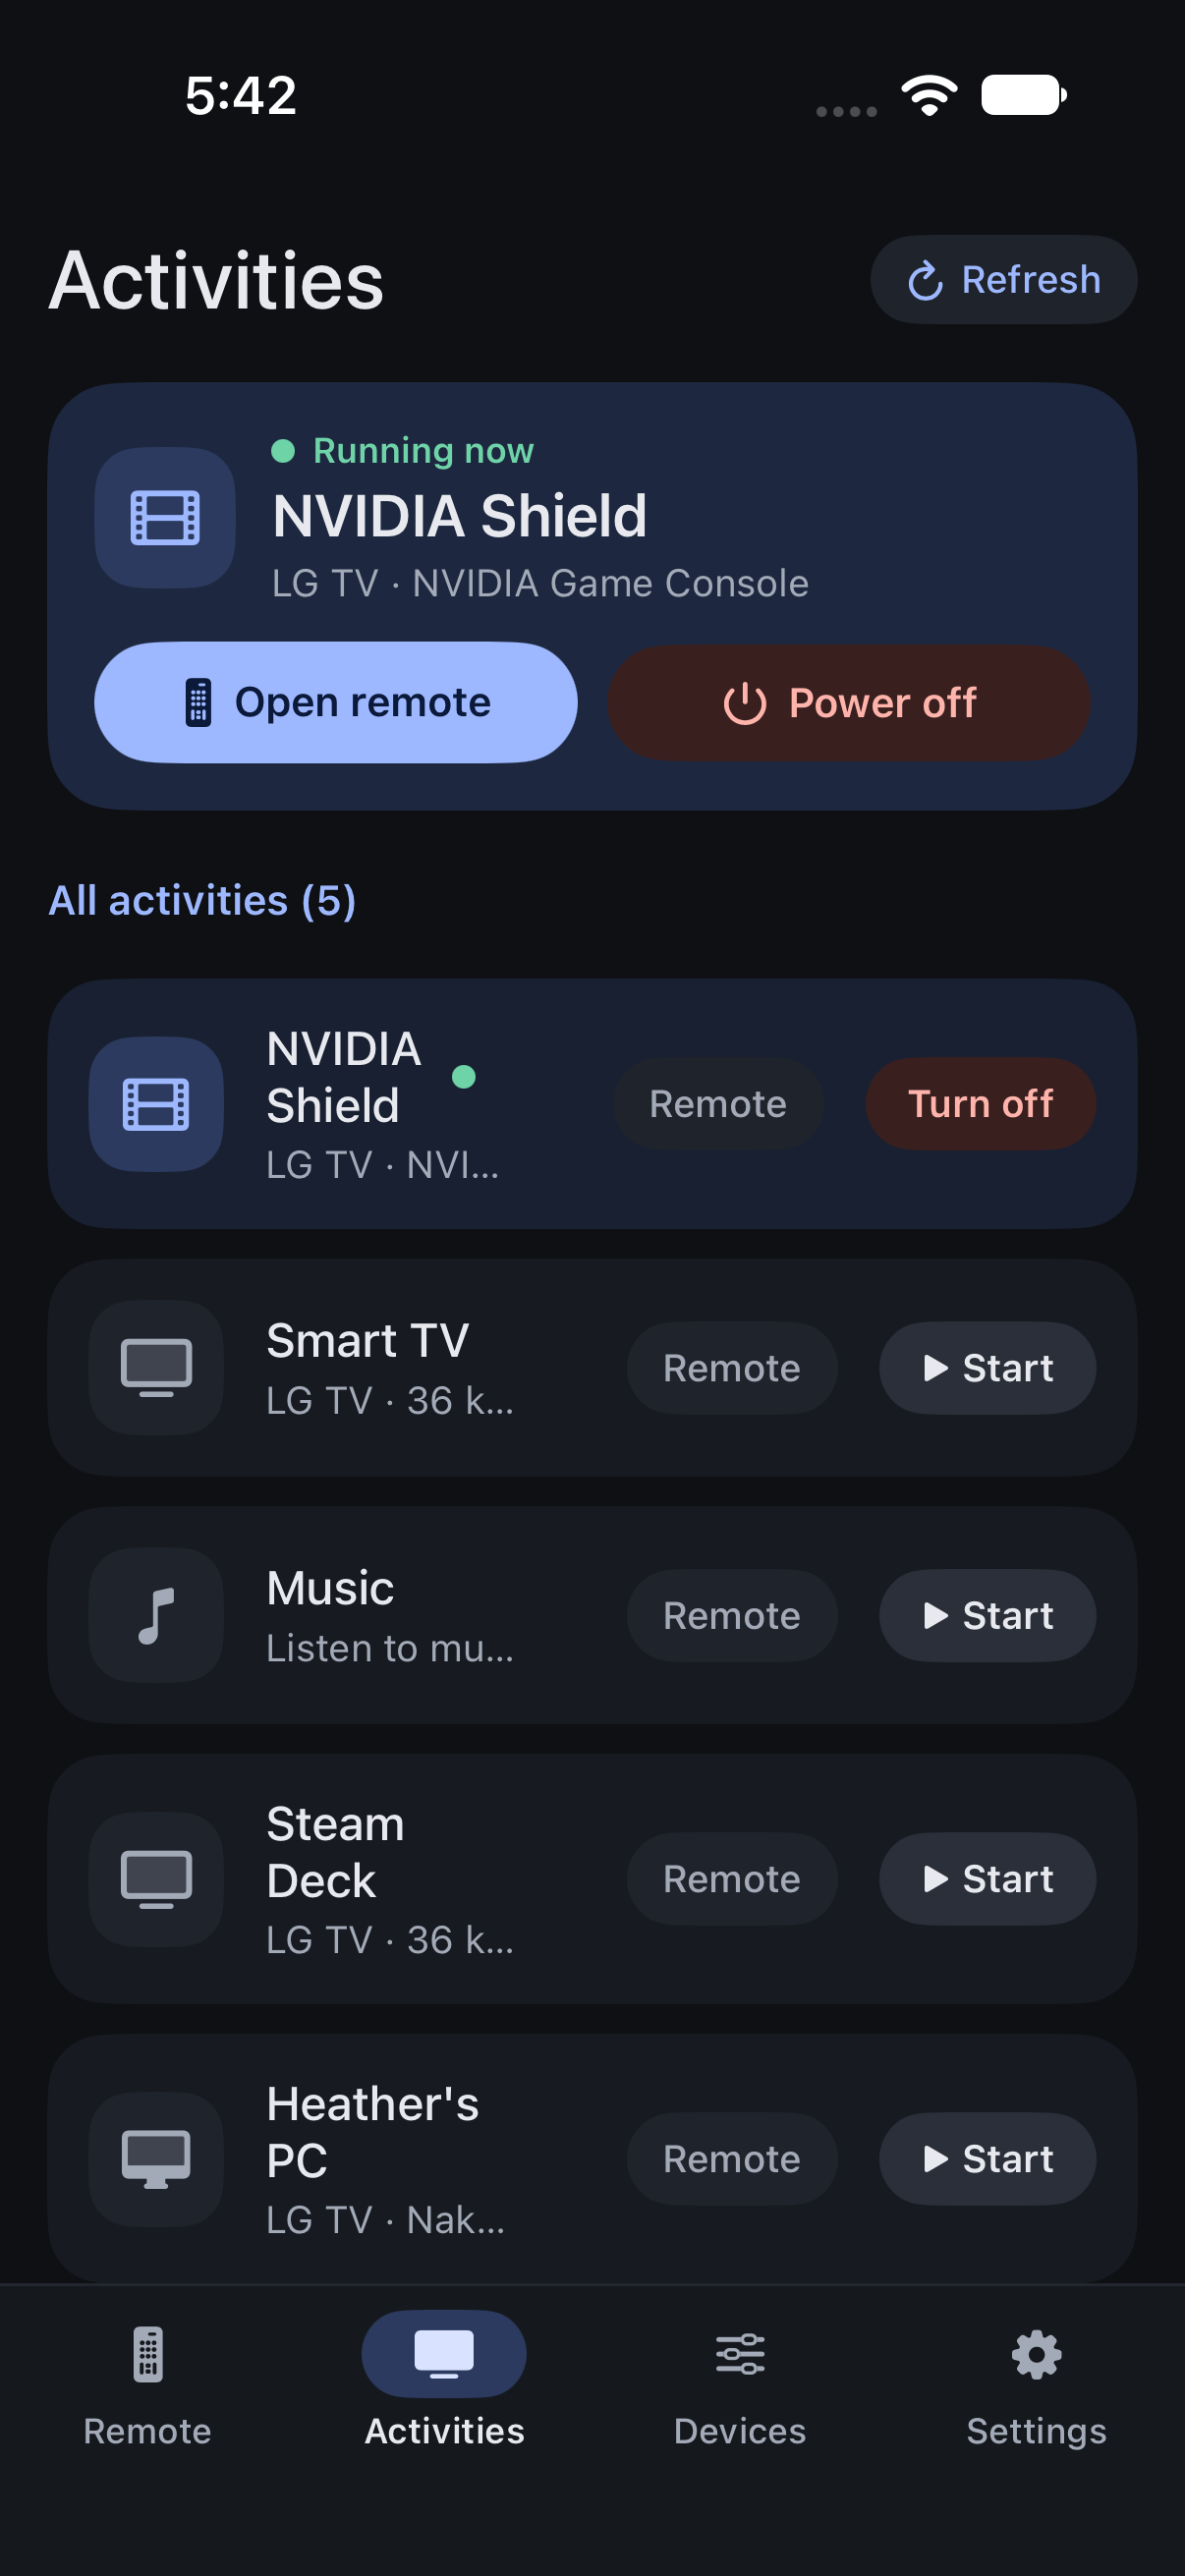 5:42
Activities
Refresh
Running now
NVIDIA Shield
LG TV · NVIDIA Game Console
Open remote
Power off
All activities (5)
NVIDIA
Shield
LG TV · NVI...
Remote
Turn off
Smart TV
LG TV · 36 k...
Remote
Start
Music
Listen to mu...
Remote
Start
Steam
Deck
LG TV · 36 k...
Remote
Start
Heather's
PC
LG TV · Nak...
Remote
Start
Remote
Activities
Devices
Settings